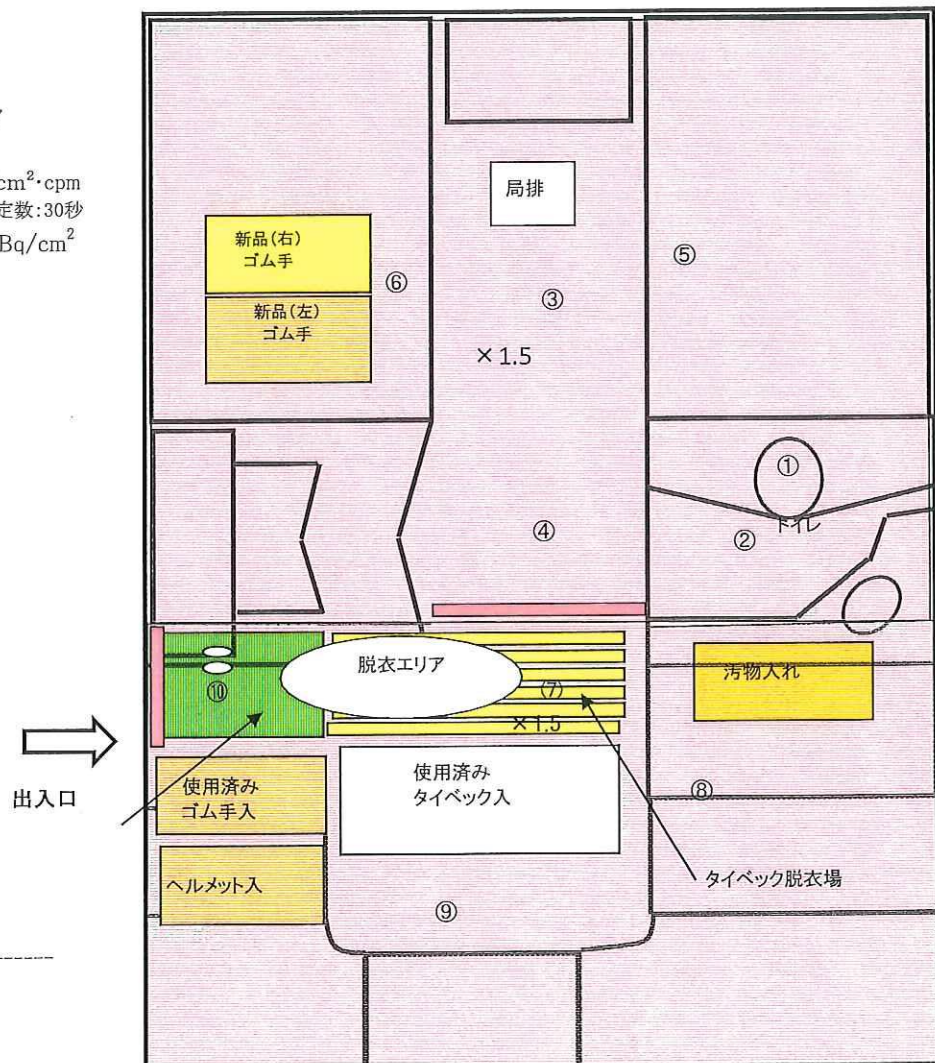 cm²・cpm
定数:30秒
Bq/cm²
局排
新品(右)
ゴム手
新品(左)
ゴム手
⑥
③
⑤
×1.5
①
トイレ
④
②
脱衣エリア
⑩
(7)
×1.5
汚物入れ
出入口
使用済み
ゴム手入
使用済み
タイベック入
⑧
ヘルメット入
タイベック脱衣場
⑨